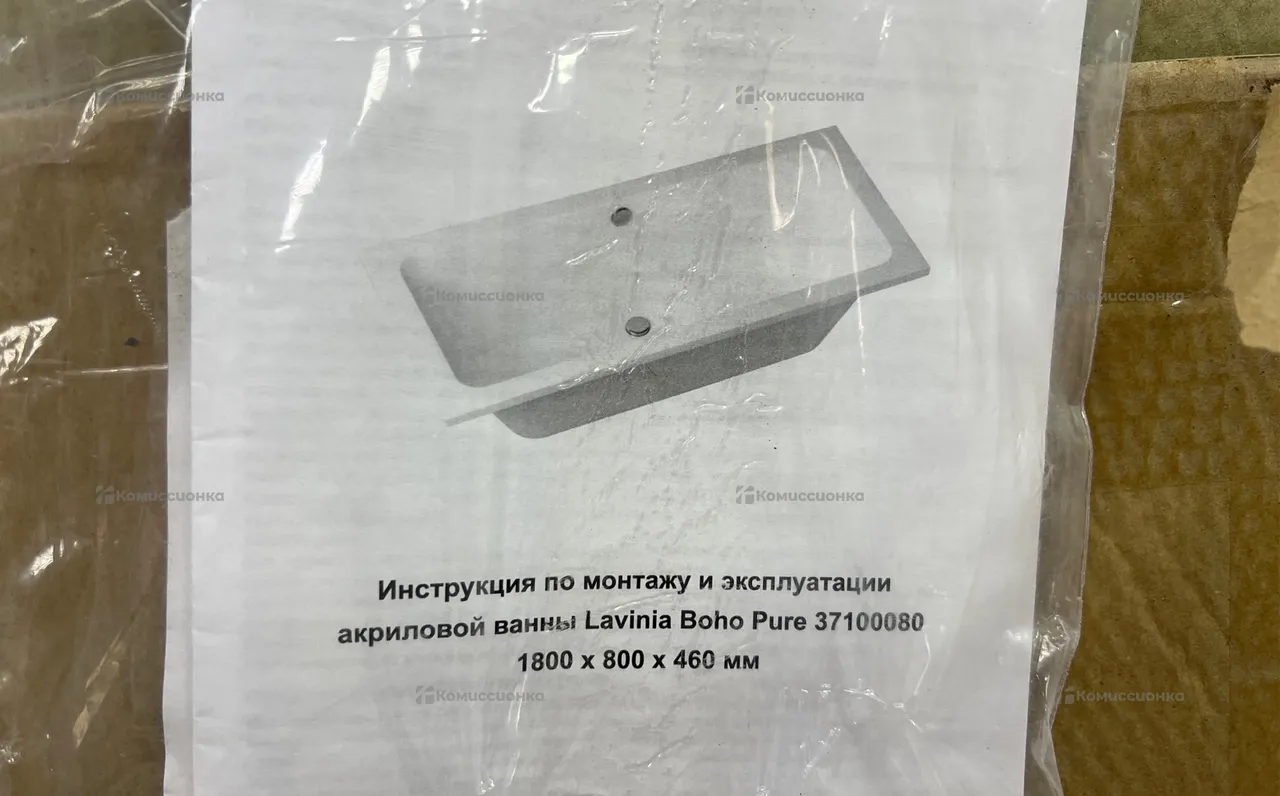 Комиссионка
Комиссионка
Комиссионка
Комиссионка
Комиссионка
Комиссионка
Инструкция по монтажу и эксплуатации
акриловой ванны Lavinia Boho Pure 37100080
1800 x 800 x 460 мм
Комиссионка
Комиссионка